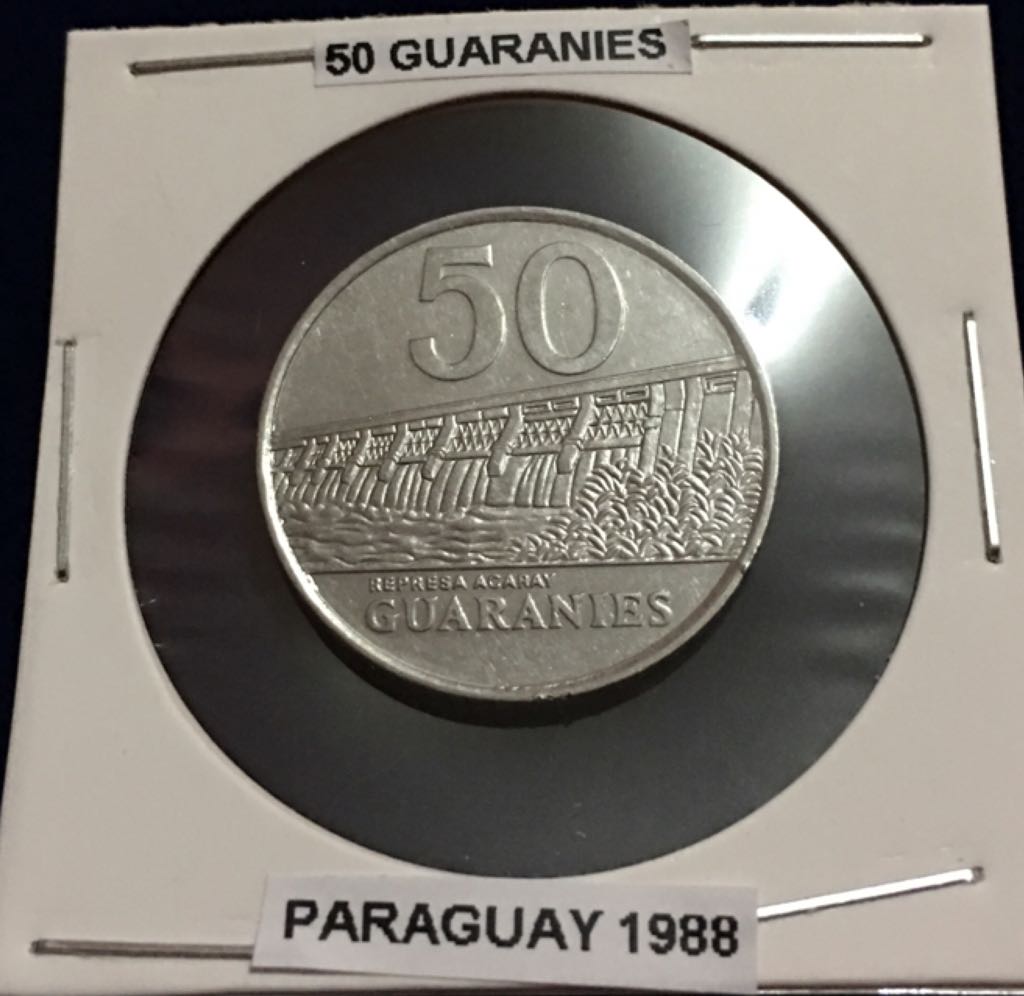 50 GUARANIES
50
REPRESA ACARAY
GUARANIES
PARAGUAY 1988